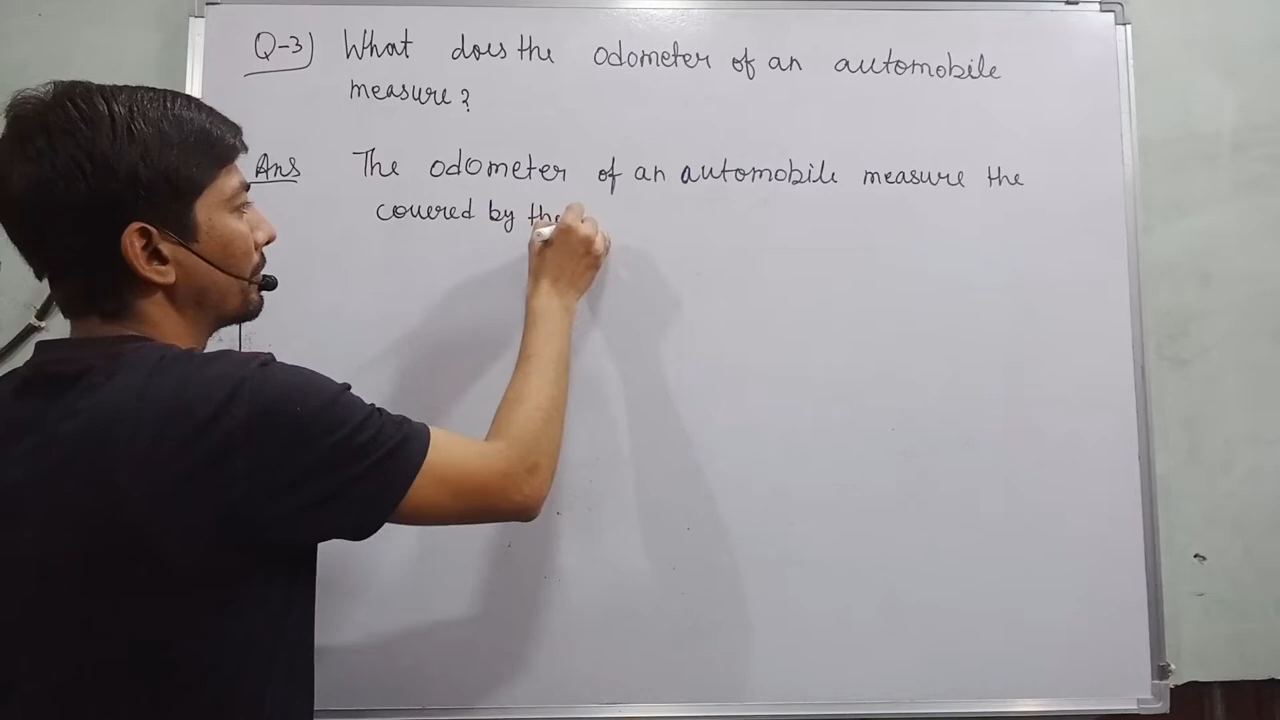 Q-3) What does the odometer of an automobile
measure?
Ans The odometer of an automobile measure the
covered by the